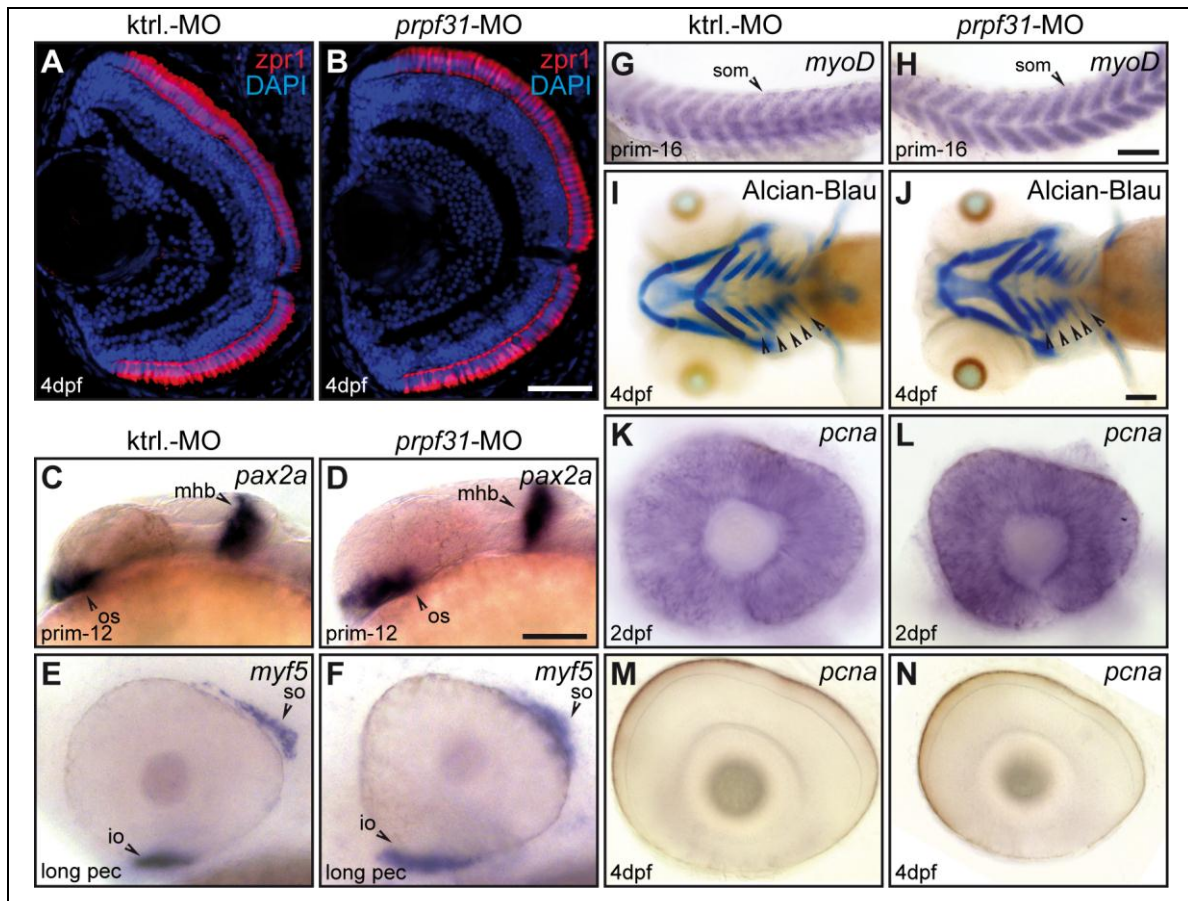 ktrl.-MO
prpf31-MO
A
zpr1
DAPI
4dpf
B
zpr1
DAPI
ktrl.-MO
prpf31-MO
C
pax2a
mhb
os
prim-12
D
pax2a
mhb
os
prim-12
E
myf5
so
io
long pec
F
myf5
so
io
long pec
ktrl.-MO
prpf31-MO
G
myoD
som
prim-16
H
myoD
som
prim-16
I
Alcian-Blau
4dpf
J
Alcian-Blau
4dpf
K
pcna
2dpf
L
pcna
2dpf
M
pcna
4dpf
N
pcna
4dpf